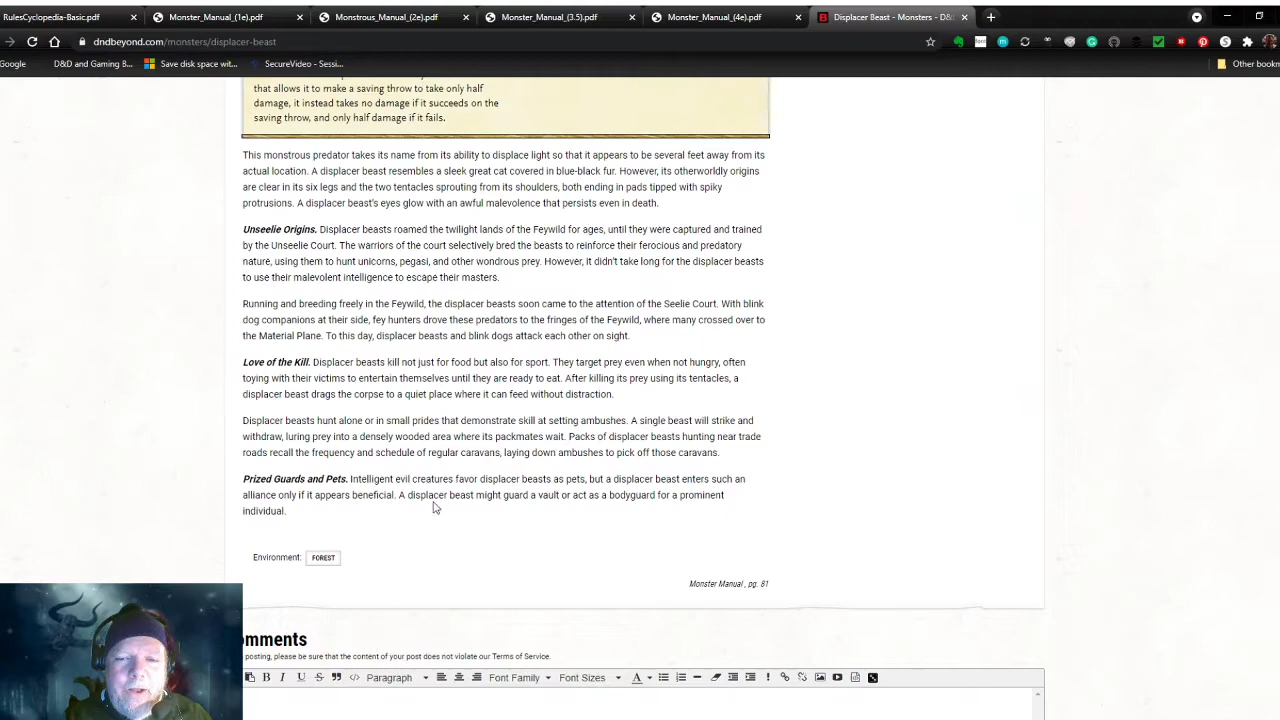 RulesCyclopedia-Basic.pdf
Monster_Manual_(1e).pdf
Monstrous_Manual_(2e).pdf
Monster_Manual_(3.5).pdf
Monster_Manual_(4e).pdf
Displacer Beast - Monsters - D&
dndbeyond.com/monsters/displacer-beast
Google
D&D and Gaming B...
Save disk space wit...
SecureVideo - Sessi...
Other bookm
that allows it to make a saving throw to take only half
damage, it instead takes no damage if it succeeds on the
saving throw, and only half damage if it fails.
This monstrous predator takes its name from its ability to displace light so that it appears to be several feet away from its
actual location. A displacer beast resembles a sleek great cat covered in blue-black fur. However, its otherworldly origins
are clear in its six legs and the two tentacles sprouting from its shoulders, both ending in pads tipped with spiky
protrusions. A displacer beast's eyes glow with an awful malevolence that persists even in death.
Unseelie Origins. Displacer beasts roamed the twilight lands of the Feywild for ages, until they were captured and trained
by the Unseelie Court. The warriors of the court selectively bred the beasts to reinforce their ferocious and predatory
nature, using them to hunt unicorns, pegasi, and other wondrous prey. However, it didn't take long for the displacer beasts
to use their malevolent intelligence to escape their masters.
Running and breeding freely in the Feywild, the displacer beasts soon came to the attention of the Seelie Court. With blink
dog companions at their side, fey hunters drove these predators to the fringes of the Feywild, where many crossed over to
the Material Plane. To this day, displacer beasts and blink dogs attack each other on sight.
Love of the Kill. Displacer beasts kill not just for food but also for sport. They target prey even when not hungry, often
toying with their victims to entertain themselves until they are ready to eat. After killing its prey using its tentacles, a
displacer beast drags the corpse to a quiet place where it can feed without distraction.
Displacer beasts hunt alone or in small prides that demonstrate skill at setting ambushes. A single beast will strike and
withdraw, luring prey into a densely wooded area where its packmates wait. Packs of displacer beasts hunting near trade
roads recall the frequency and schedule of regular caravans, laying down ambushes to pick off those caravans.
Prized Guards and Pets. Intelligent evil creatures favor displacer beasts as pets, but a displacer beast enters such an
alliance only if it appears beneficial. A displacer beast might guard a vault or act as a bodyguard for a prominent
individual.
Environment: FOREST
Monster Manual , pg. 81
omments
posting, please be sure that the content of your post does not violate our Terms of Service.
B I U S Paragraph Font Family Font Sizes A